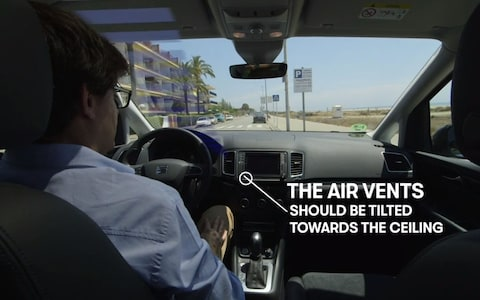 P
THE AIR VENTS
SHOULD BE TILTED
TOWARDS THE CEILING